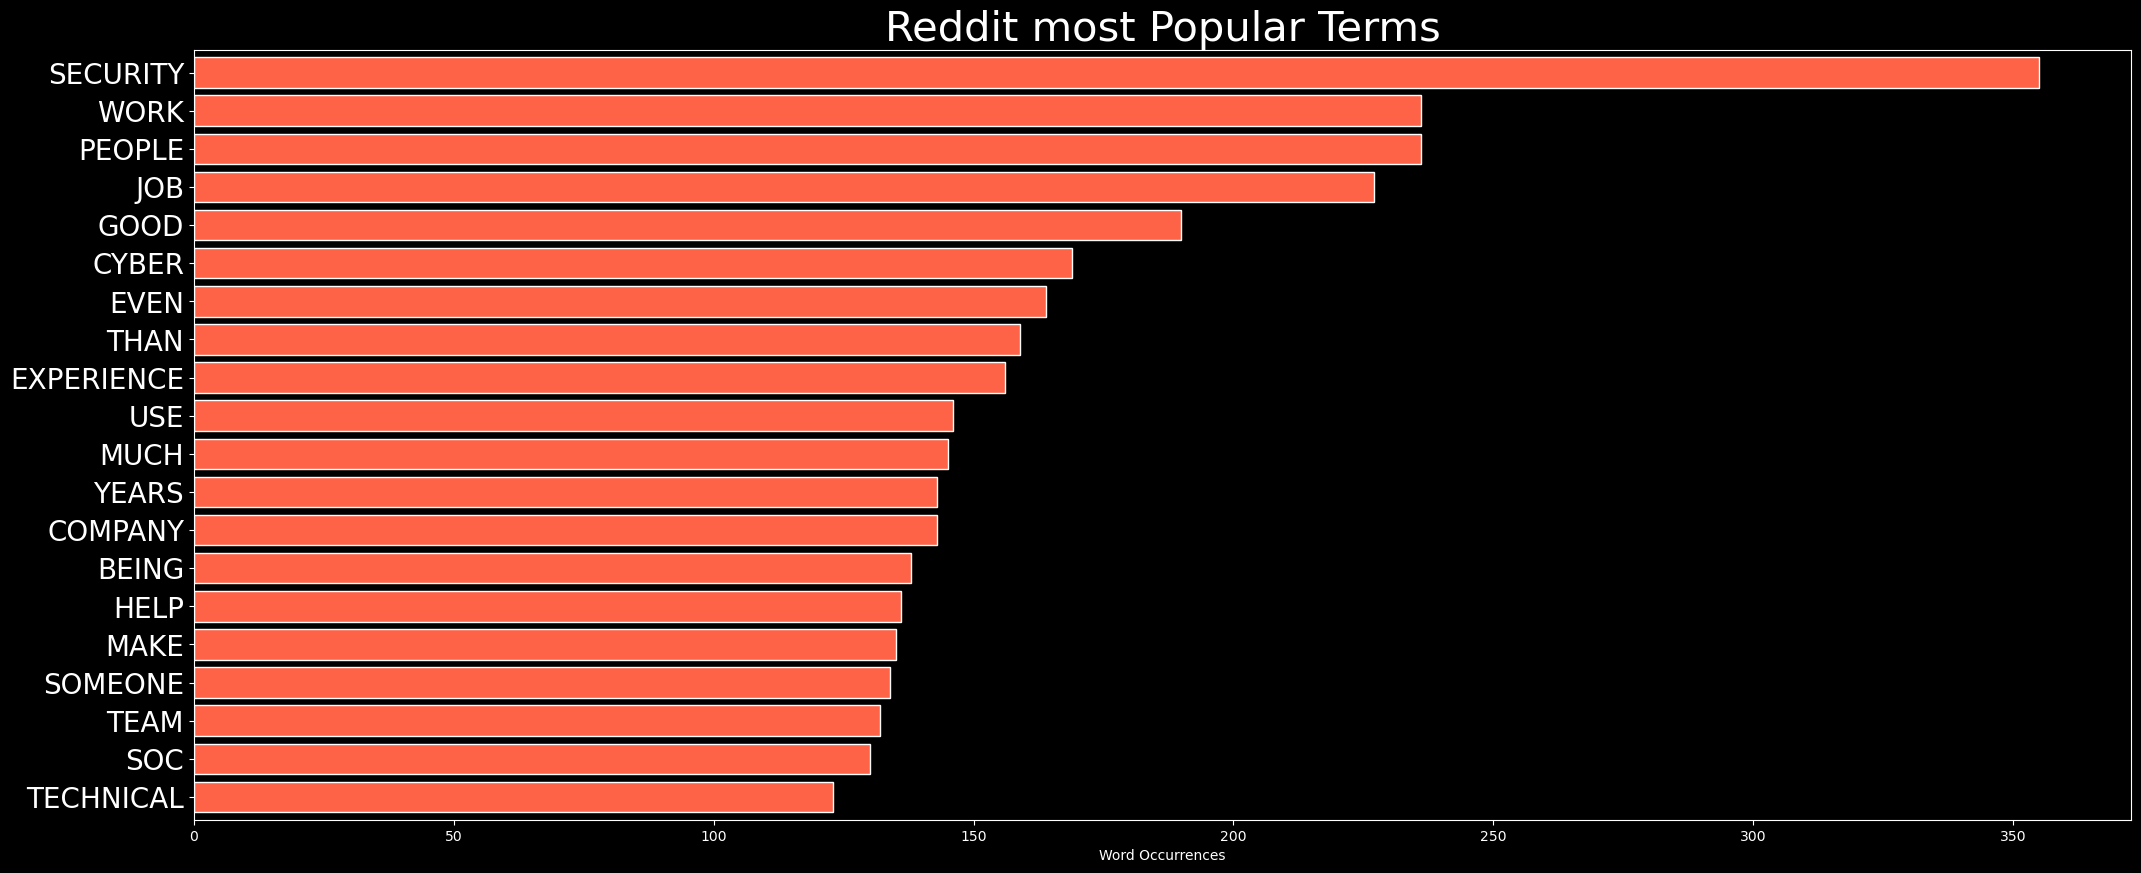 Reddit most Popular Terms
SECURITY
WORK
PEOPLE
JOB
GOOD
CYBER
EVEN
THAN
EXPERIENCE
USE
MUCH
YEARS
COMPANY
BEING
HELP
MAKE
SOMEONE
TEAM
SOC
TECHNICAL
0 50 100 150 200 250 300 350
Word Occurrences